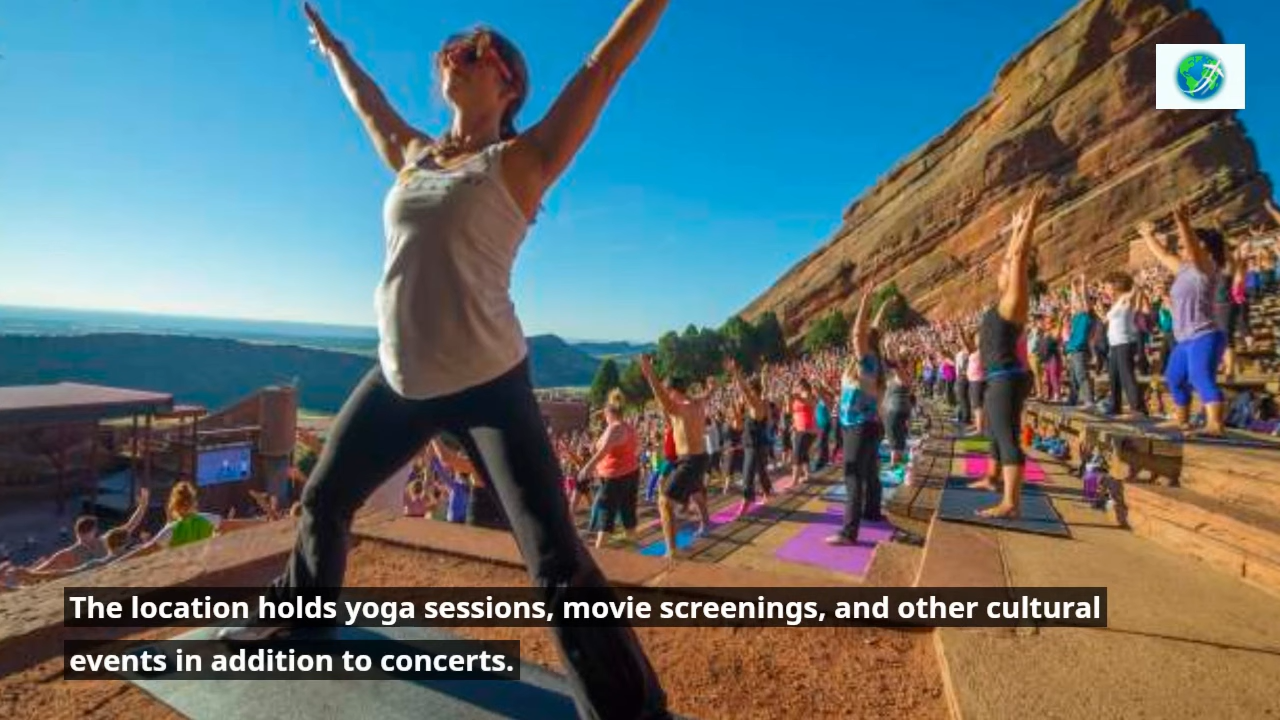 The location holds yoga sessions, movie screenings, and other cultural
events in addition to concerts.